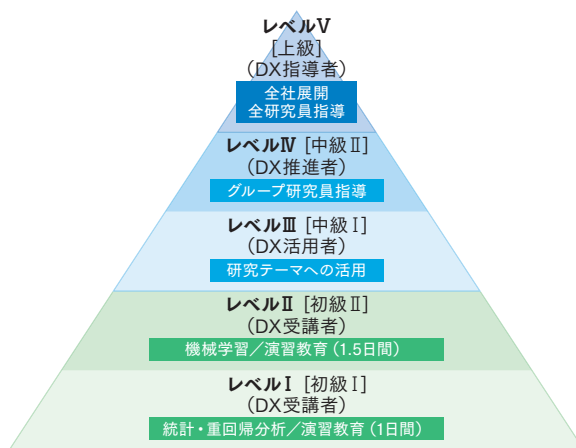 レベルⅤ
[上級]
（DX指導者）
全社展開
全研究員指導
レベルⅣ [中級Ⅱ]
（DX推進者）
グループ研究員指導
レベルⅢ [中級Ⅰ]
（DX活用者）
研究テーマへの活用
レベルⅡ [初級Ⅱ]
（DX受講者）
機械学習／演習教育（1.5日間）
レベルⅠ [初級Ⅰ]
（DX受講者）
統計・重回帰分析／演習教育（1日間）